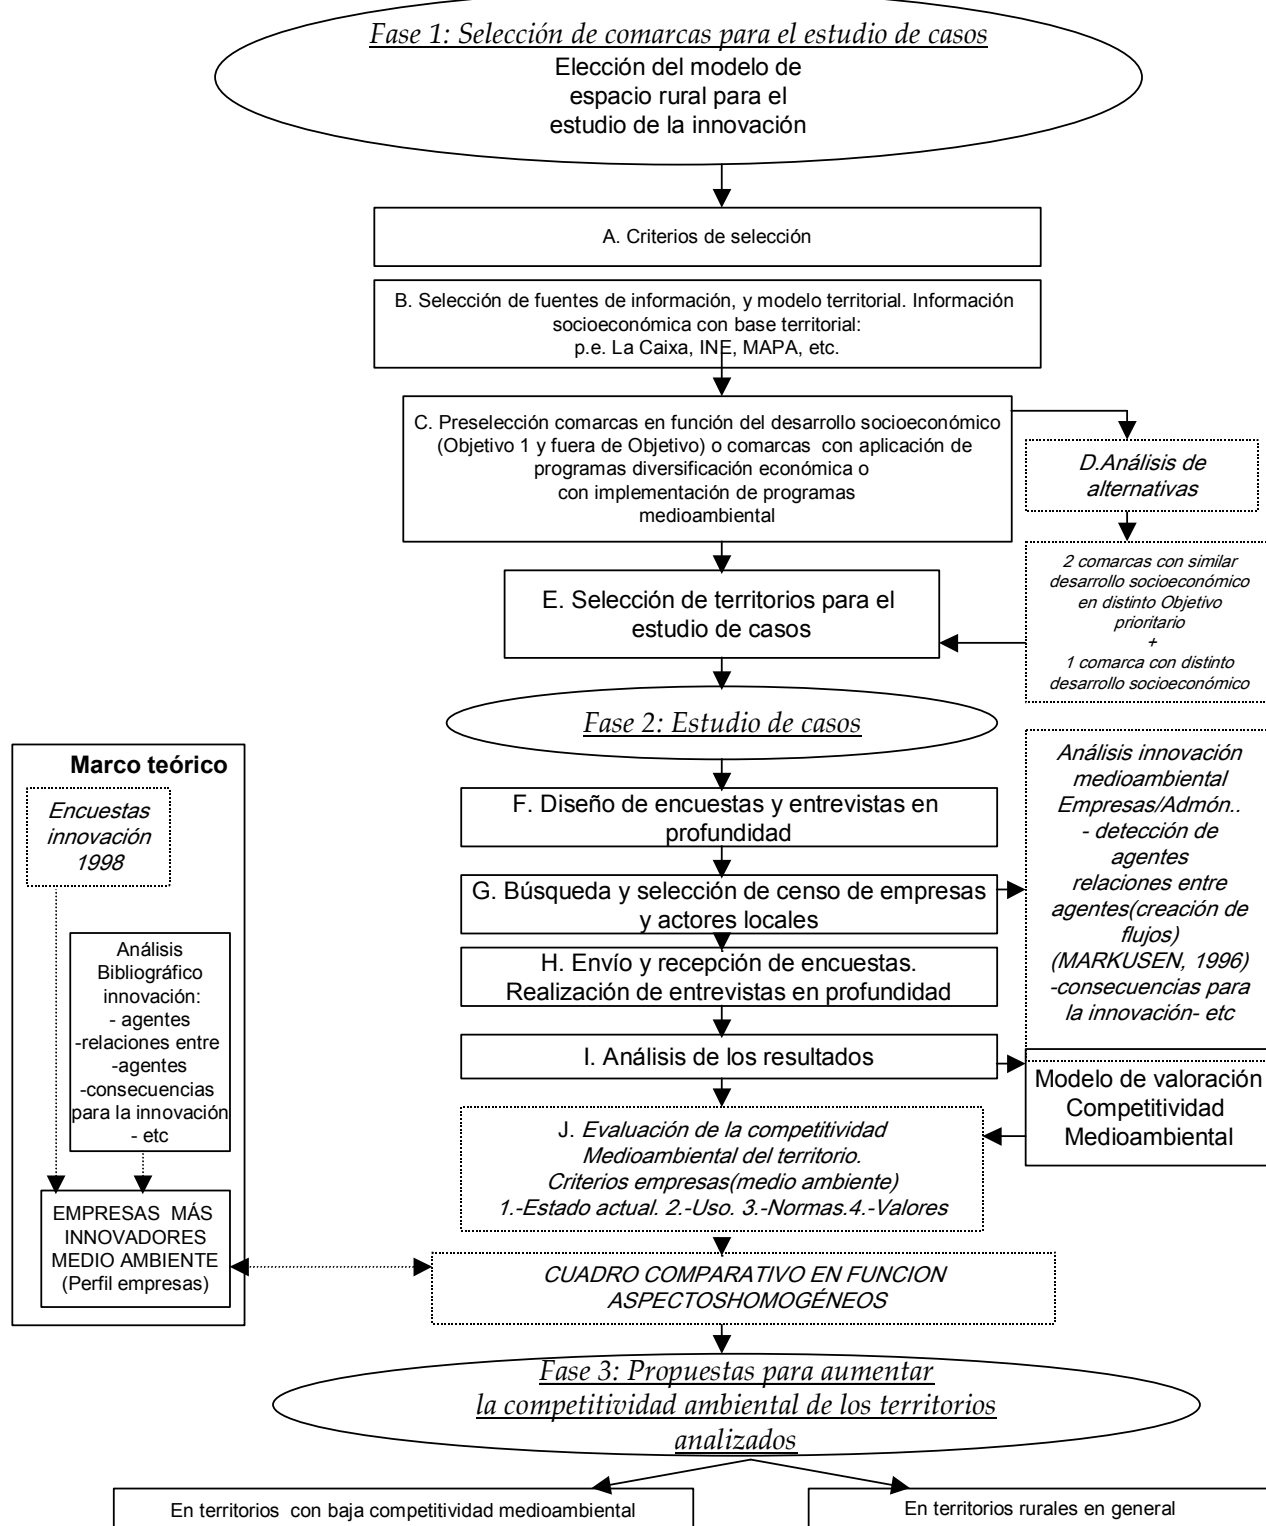 Fase 1: Selección de comarcas para el estudio de casos
Elección del modelo de
espacio rural para el
estudio de la innovación
A. Criterios de selección
B. Selección de fuentes de información, y modelo territorial. Información
socioeconómica con base territorial:
p.e. La Caixa, INE, MAPA, etc.
C. Preselección comarcas en función del desarrollo socioeconómico
(Objetivo 1 y fuera de Objetivo) o comarcas con aplicación de
programas diversificación económica o
con implementación de programas
medioambiental
D.Análisis de
alternativas
2 comarcas con similar
desarrollo socioeconómico
en distinto Objetivo
prioritario
+
1 comarca con distinto
desarrollo socioeconómico
E. Selección de territorios para el
estudio de casos
Fase 2: Estudio de casos
Marco teórico
Encuestas
innovación
1998
Análisis
Bibliográfico
innovación:
- agentes
-relaciones entre
-agentes
-consecuencias
para la innovación
- etc
EMPRESAS MÁS
INNOVADORES
MEDIO AMBIENTE
(Perfil empresas)
F. Diseño de encuestas y entrevistas en
profundidad
G. Búsqueda y selección de censo de empresas
y actores locales
H. Envío y recepción de encuestas.
Realización de entrevistas en profundidad
I. Análisis de los resultados
Análisis innovación
medioambiental
Empresas/Admón..
- detección de
agentes
relaciones entre
agentes(creación de
flujos)
(MARKUSEN, 1996)
-consecuencias para
la innovación- etc
Modelo de valoración
Competitividad
Medioambiental
J. Evaluación de la competitividad
Medioambiental del territorio.
Criterios empresas(medio ambiente)
1.-Estado actual. 2.-Uso. 3.-Normas.4.-Valores
CUADRO COMPARATIVO EN FUNCION
ASPECTOSHOMOGÉNEOS
Fase 3: Propuestas para aumentar
la competitividad ambiental de los territorios
analizados
En territorios con baja competitividad medioambiental
En territorios rurales en general